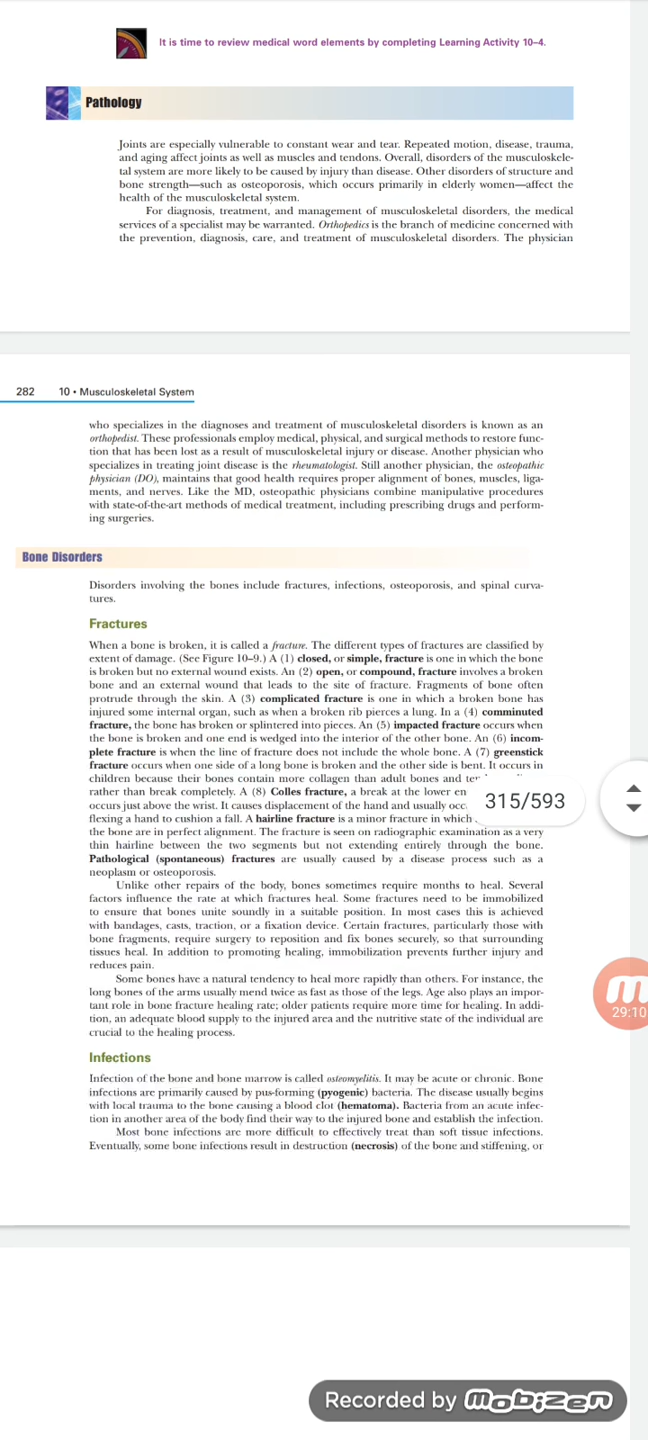 It is time to review medical word elements by completing Learning Activity 10–4.
Pathology
Joints are especially vulnerable to constant wear and tear. Repeated motion, disease, trauma,
and aging affect joints as well as muscles and tendons. Overall, disorders of the musculoskele-
tal system are more likely to be caused by injury than disease. Other disorders of structure and
bone strength—such as osteoporosis, which occurs primarily in elderly women—affect the
health of the musculoskeletal system.
For diagnosis, treatment, and management of musculoskeletal disorders, the medical
services of a specialist may be warranted. Orthopedics is the branch of medicine concerned with
the prevention, diagnosis, care, and treatment of musculoskeletal disorders. The physician
282 10 • Musculoskeletal System
who specializes in the diagnoses and treatment of musculoskeletal disorders is known as an
orthopedist. These professionals employ medical, physical, and surgical methods to restore func-
tion that has been lost as a result of musculoskeletal injury or disease. Another physician who
specializes in treating joint disease is the rheumatologist. Still another physician, the osteopathic
physician (DO), maintains that good health requires proper alignment of bones, muscles, liga-
ments, and nerves. Like the MD, osteopathic physicians combine manipulative procedures
with state-of-the-art methods of medical treatment, including prescribing drugs and perform-
ing surgeries.
Bone Disorders
Disorders involving the bones include fractures, infections, osteoporosis, and spinal curva-
tures.
Fractures
When a bone is broken, it is called a fracture. The different types of fractures are classified by
extent of damage. (See Figure 10–9.) A (1) closed, or simple, fracture is one in which the bone
is broken but no external wound exists. An (2) open, or compound, fracture involves a broken
bone and an external wound that leads to the site of fracture. Fragments of bone often
protrude through the skin. A (3) complicated fracture is one in which a broken bone has
injured some internal organ, such as when a broken rib pierces a lung. In a (4) comminuted
fracture, the bone has broken or splintered into pieces. An (5) impacted fracture occurs when
the bone is broken and one end is wedged into the interior of the other bone. An (6) incom-
plete fracture is when the line of fracture does not include the whole bone. A (7) greenstick
fracture occurs when one side of a long bone is broken and the other side is bent. It occurs in
children because their bones contain more collagen than adult bones and
rather than break completely. A (8) Colles fracture, a break at the lower en
occurs just above the wrist. It causes displacement of the hand and usually occ
315/593
flexing a hand to cushion a fall. A hairline fracture is a minor fracture in which
the bone are in perfect alignment. The fracture is seen on radiographic examination as a very
thin hairline between the two segments but not extending entirely through the bone.
Pathological (spontaneous) fractures are usually caused by a disease process such as a
neoplasm or osteoporosis.
Unlike other repairs of the body, bones sometimes require months to heal. Several
factors influence the rate at which fractures heal. Some fractures need to be immobilized
to ensure that bones unite soundly in a suitable position. In most cases this is achieved
with bandages, casts, traction, or a fixation device. Certain fractures, particularly those with
bone fragments, require surgery to reposition and fix bones securely, so that surrounding
tissues heal. In addition to promoting healing, immobilization prevents further injury and
reduces pain.
Some bones have a natural tendency to heal more rapidly than others. For instance, the
long bones of the arms usually mend twice as fast as those of the legs. Age also plays an impor-
tant role in bone fracture healing rate; older patients require more time for healing. In addi-
tion, an adequate blood supply to the injured area and the nutritive state of the individual are
crucial to the healing process.
29:10
Infections
Infection of the bone and bone marrow is called osteomyelitis. It may be acute or chronic. Bone
infections are primarily caused by pus-forming (pyogenic) bacteria. The disease usually begins
with local trauma to the bone causing a blood clot (hematoma). Bacteria from an acute infec-
tion in another area of the body find their way to the injured bone and establish the infection.
Most bone infections are more difficult to effectively treat than soft tissue infections.
Eventually, some bone infections result in destruction (necrosis) of the bone and stiffening, or
Recorded by mobizen